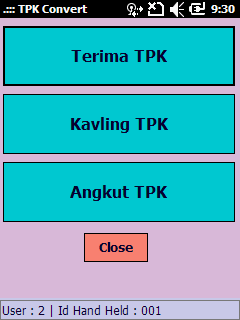 .::: TPK Convert 9:30
Terima TPK
Kavling TPK
Angkut TPK
Close
User : 2 | Id Hand Held : 001